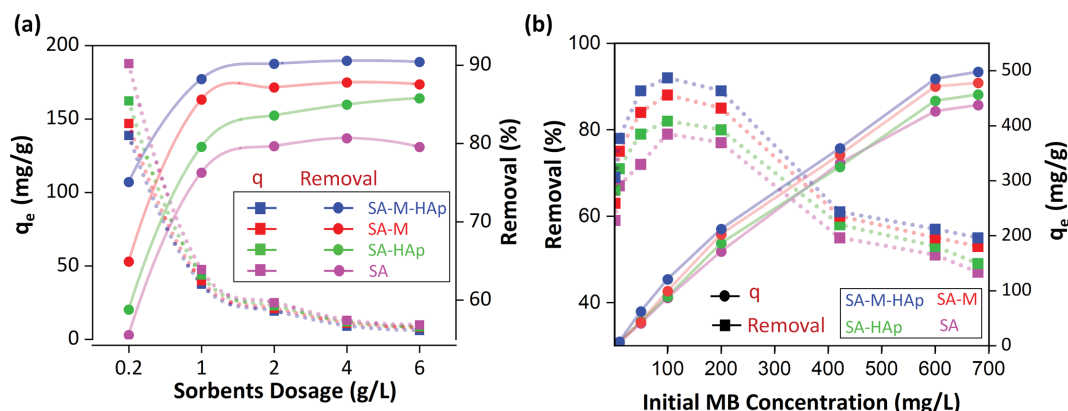 (a)
200
150
100
50
0
qe (mg/g)
90
80
70
60
Removal (%)
q Removal
SA-M-HAp
SA-M
SA-HAp
SA
0.2 1 2 4 6
Sorbents Dosage (g/L)
(b)
100
80
60
40
Removal (%)
500
400
300
200
100
0
qe (mg/g)
q
Removal
SA-M-HAp SA-M
SA-HAp SA
100 200 300 400 500 600 700
Initial MB Concentration (mg/L)